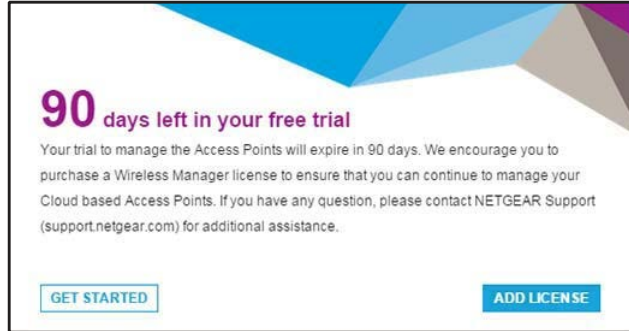 90 days left in your free trial
Your trial to manage the Access Points will expire in 90 days. We encourage you to
purchase a Wireless Manager license to ensure that you can continue to manage your
Cloud based Access Points. If you have any question, please contact NETGEAR Support
(support.netgear.com) for additional assistance.
GET STARTED
ADD LICENSE